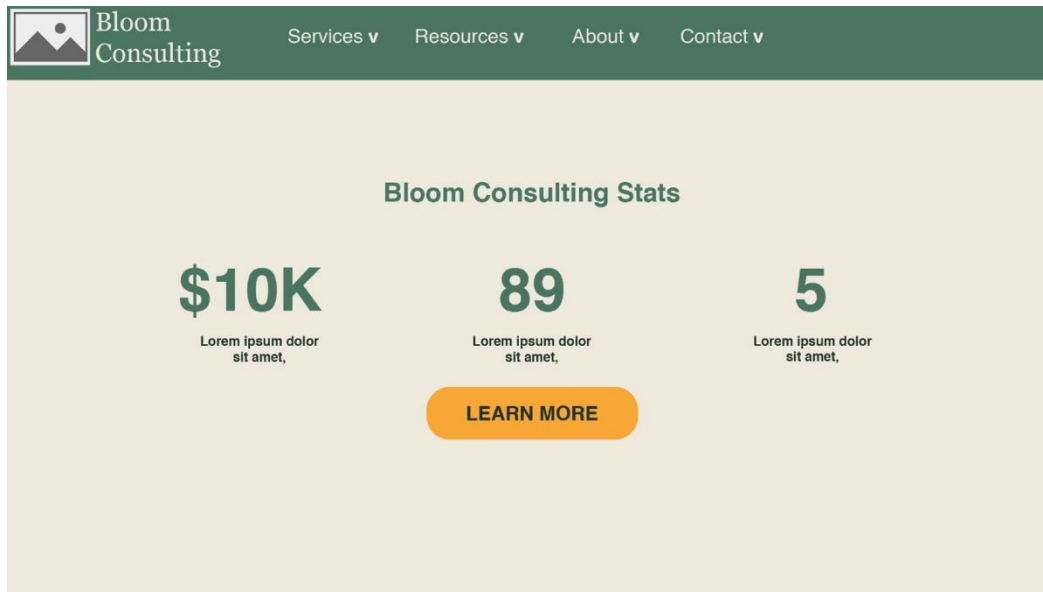 Bloom
Consulting
Services v
Resources v
About v
Contact v
Bloom Consulting Stats
$10K
89
5
Lorem ipsum dolor
sit amet,
Lorem ipsum dolor
sit amet,
Lorem ipsum dolor
sit amet,
LEARN MORE